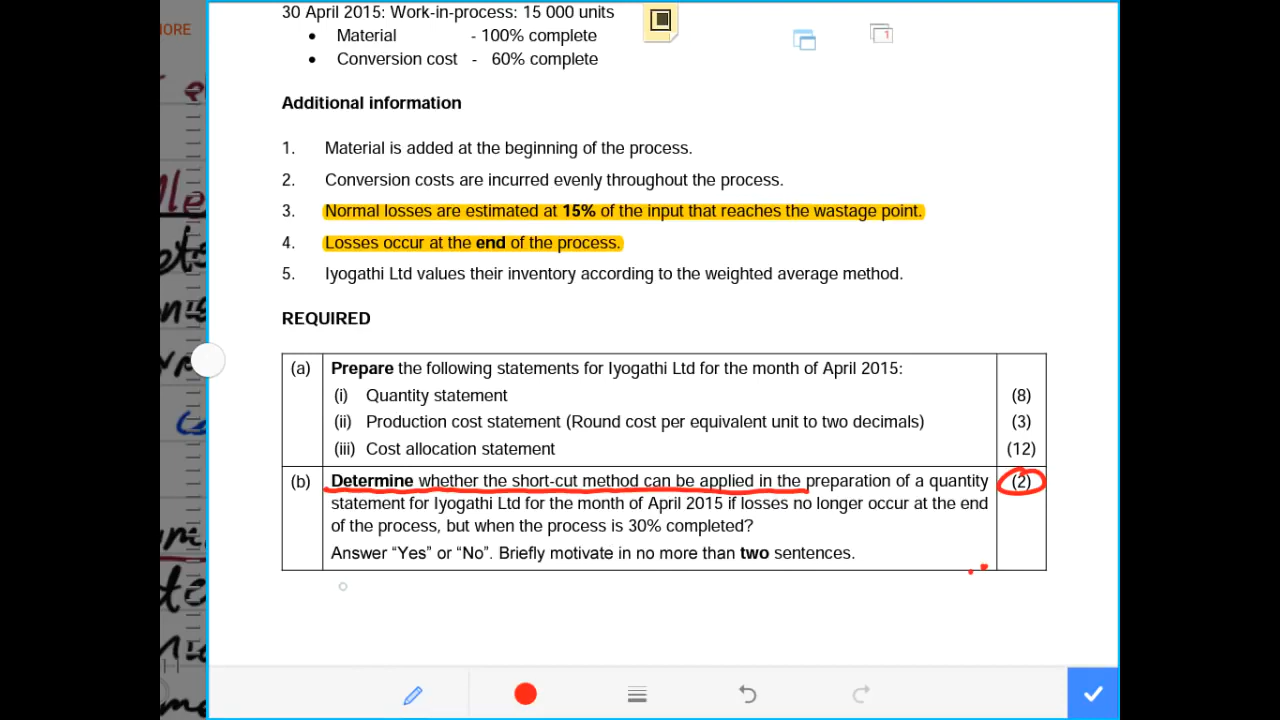 30 April 2015: Work-in-process: 15 000 units
• Material - 100% complete
• Conversion cost - 60% complete
Additional information
1. Material is added at the beginning of the process.
2. Conversion costs are incurred evenly throughout the process.
3. Normal losses are estimated at 15% of the input that reaches the wastage point.
4. Losses occur at the end of the process.
5. Iyogathi Ltd values their inventory according to the weighted average method.
REQUIRED
(a) Prepare the following statements for Iyogathi Ltd for the month of April 2015:
(i) Quantity statement (8)
(ii) Production cost statement (Round cost per equivalent unit to two decimals) (3)
(iii) Cost allocation statement (12)
(b) Determine whether the short-cut method can be applied in the preparation of a quantity (2)
statement for Iyogathi Ltd for the month of April 2015 if losses no longer occur at the end
of the process, but when the process is 30% completed?
Answer “Yes” or “No”. Briefly motivate in no more than two sentences.
ORE
1